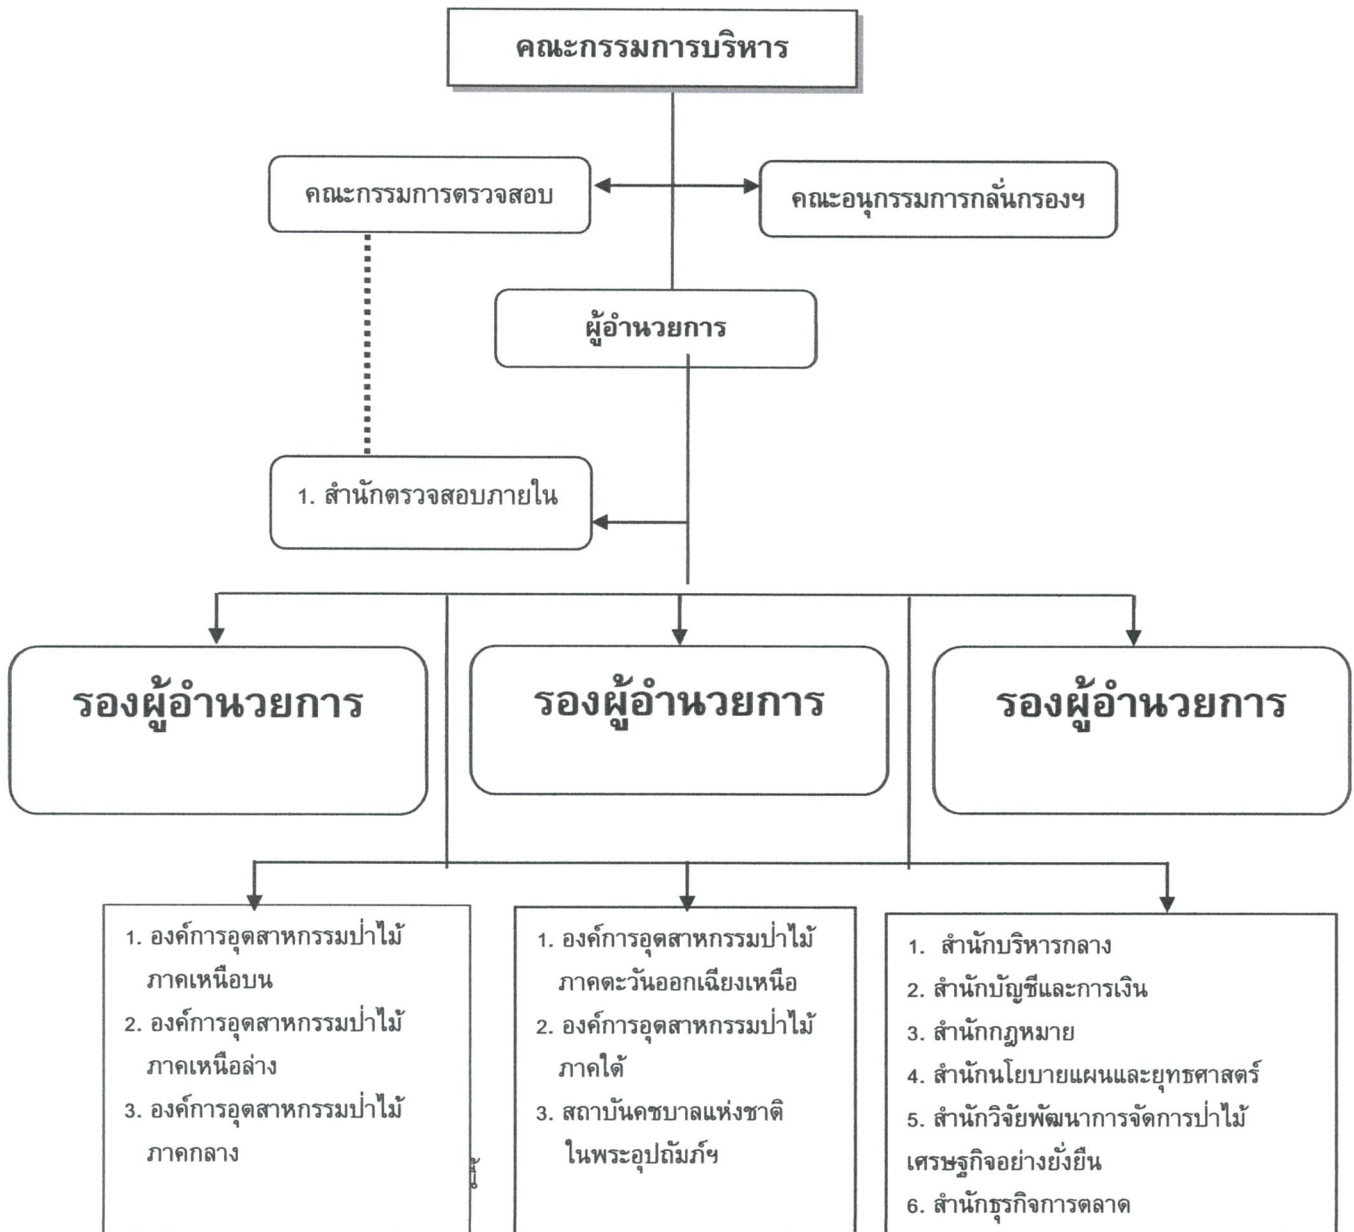 คณะกรรมการบริหาร
คณะกรรมการตรวจสอบ
คณะอนุกรรมการกลั่นกรองฯ
ผู้อำนวยการ
1. สำนักตรวจสอบภายใน
รองผู้อำนวยการ
รองผู้อำนวยการ
รองผู้อำนวยการ
1. องค์การอุตสาหกรรมป่าไม้
ภาคเหนือบน
2. องค์การอุตสาหกรรมป่าไม้
ภาคเหนือล่าง
3. องค์การอุตสาหกรรมป่าไม้
ภาคกลาง
1. องค์การอุตสาหกรรมป่าไม้
ภาคตะวันออกเฉียงเหนือ
2. องค์การอุตสาหกรรมป่าไม้
ภาคใต้
3. สถาบันคชบาลแห่งชาติ
ในพระอุปถัมภ์ฯ
1. สำนักบริหารกลาง
2. สำนักบัญชีและการเงิน
3. สำนักกฎหมาย
4. สำนักนโยบายแผนและยุทธศาสตร์
5. สำนักวิจัยพัฒนาการจัดการป่าไม้
เศรษฐกิจอย่างยั่งยืน
6. สำนักธุรกิจการตลาด